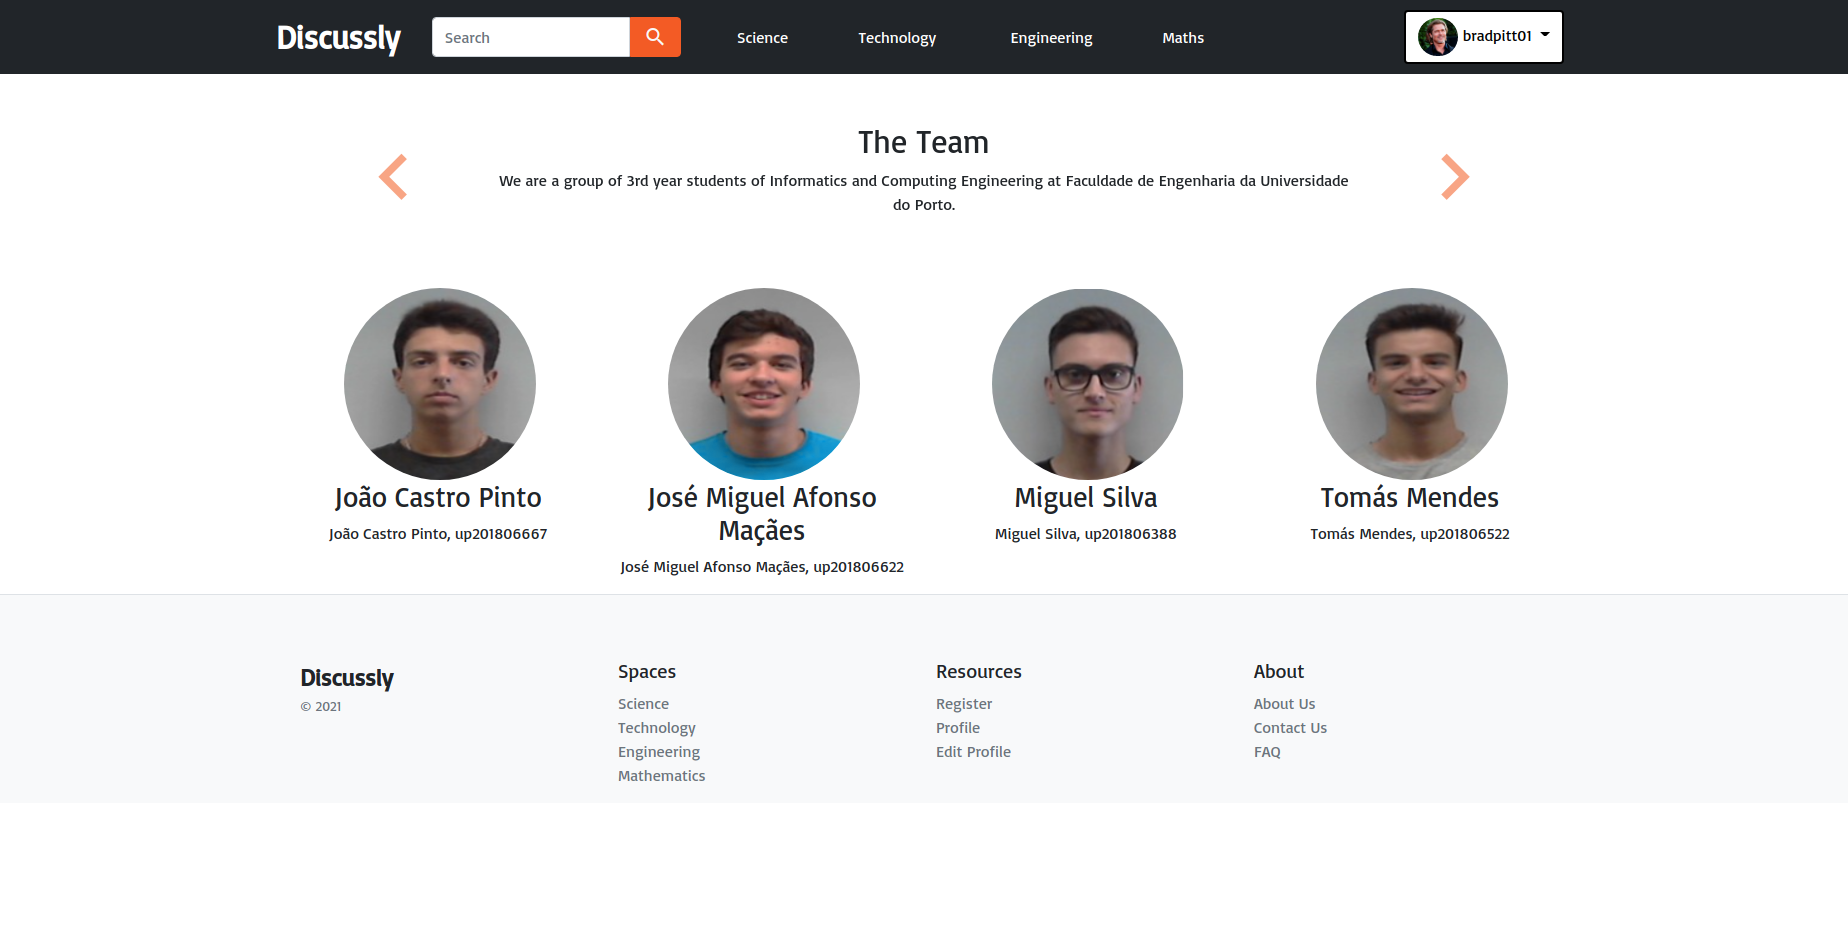 Discussly
Search
Science
Technology
Engineering
Maths
bradpitt01
The Team
We are a group of 3rd year students of Informatics and Computing Engineering at Faculdade de Engenharia da Universidade
do Porto.
João Castro Pinto
João Castro Pinto, up201806667
José Miguel Afonso
Maçães
José Miguel Afonso Maçães, up201806622
Miguel Silva
Miguel Silva, up201806388
Tomás Mendes
Tomás Mendes, up201806522
Discussly
© 2021
Spaces
Science
Technology
Engineering
Mathematics
Resources
Register
Profile
Edit Profile
About
About Us
Contact Us
FAQ